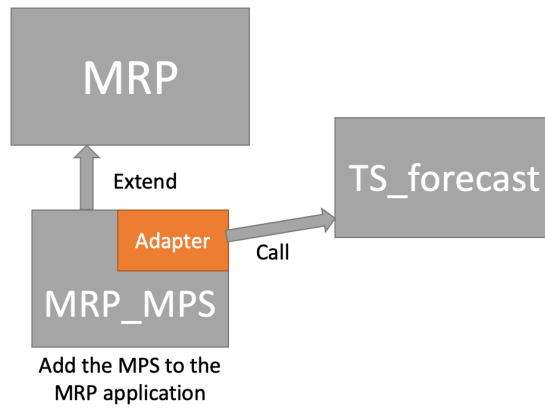 MRP
Extend
TS_forecast
Adapter
Call
MRP_MPS
Add the MPS to the
MRP application